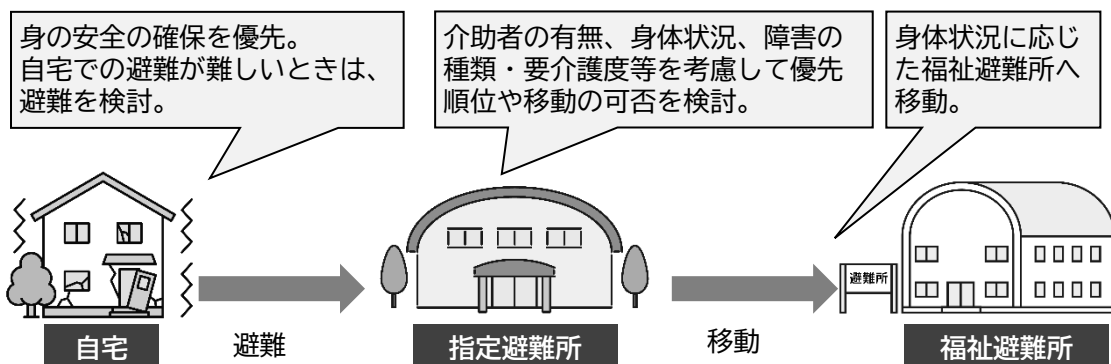 身の安全の確保を優先。
自宅での避難が難しいときは、
避難を検討。
介助者の有無、身体状況、障害の
種類・要介護度等を考慮して優先
順位や移動の可否を検討。
身体状況に応じ
た福祉避難所へ
移動。
避難所
自宅
避難
指定避難所
移動
福祉避難所